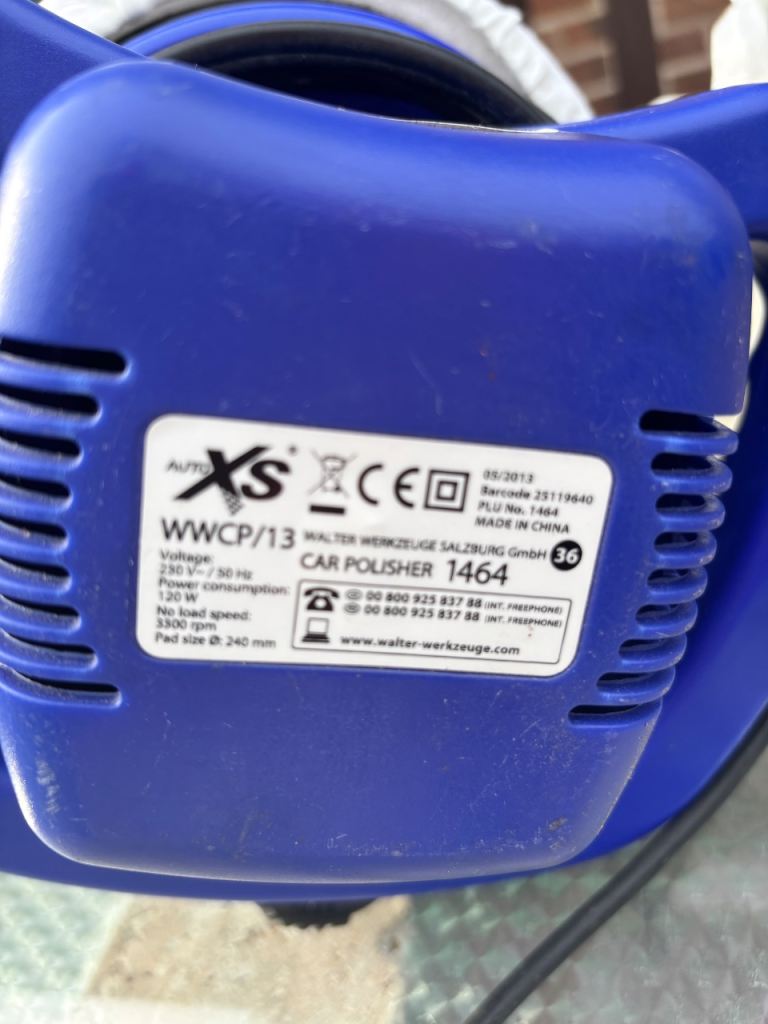 AUTO XS®
05/2013
Barcode 25119640
PLU No. 1464
MADE IN CHINA
WWCP/13
WALTER WERKZEUGE SALZBURG GmbH 36
CAR POLISHER 1464
Voltage:
230 V~ / 50 Hz
Power consumption:
120 W
No load speed:
3300 rpm
Pad size Ø: 240 mm
00 800 925 837 88 (INT. FREEPHONE)
00 800 925 837 88 (INT. FREEPHONE)
www.walter-werkzeuge.com